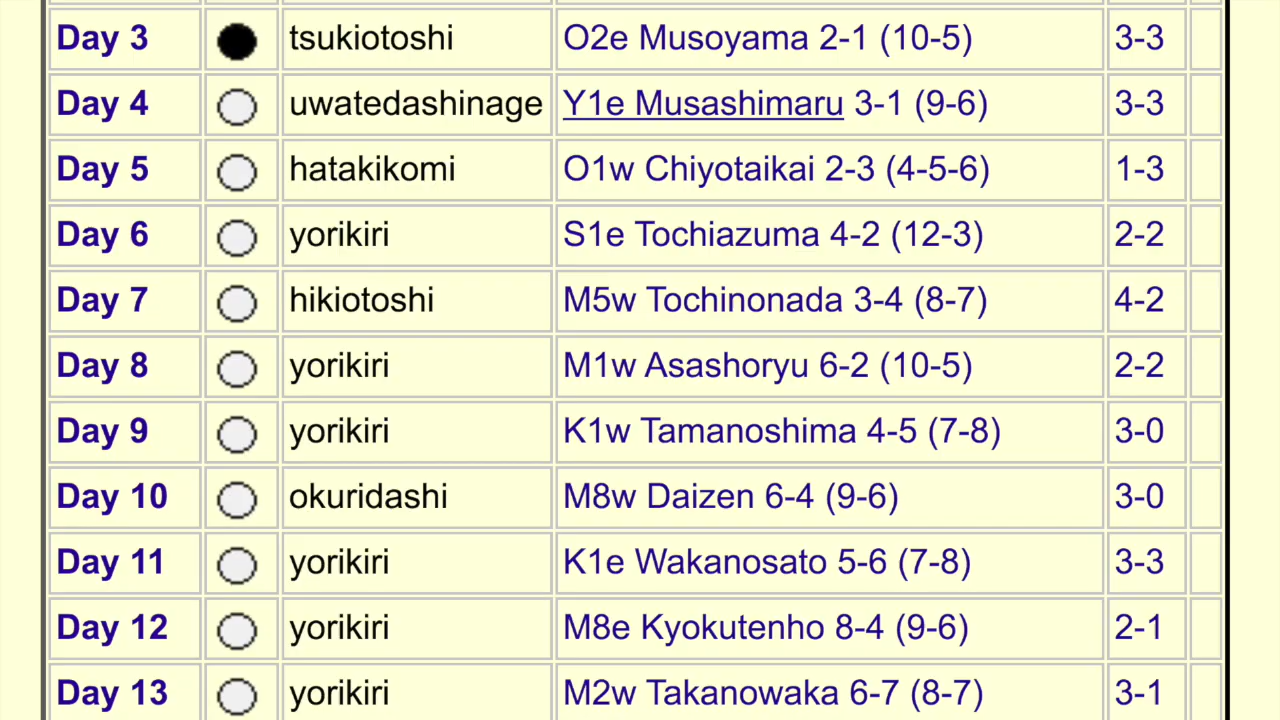 Day 3 tsukiotoshi O2e Musoyama 2-1 (10-5) 3-3
Day 4 uwatedashinage Y1e Musashimaru 3-1 (9-6) 3-3
Day 5 hatakikomi O1w Chiyotaikai 2-3 (4-5-6) 1-3
Day 6 yorikiri S1e Tochiazuma 4-2 (12-3) 2-2
Day 7 hikiotoshi M5w Tochinonada 3-4 (8-7) 4-2
Day 8 yorikiri M1w Asashoryu 6-2 (10-5) 2-2
Day 9 yorikiri K1w Tamanoshima 4-5 (7-8) 3-0
Day 10 okuridashi M8w Daizen 6-4 (9-6) 3-0
Day 11 yorikiri K1e Wakanosato 5-6 (7-8) 3-3
Day 12 yorikiri M8e Kyokutenho 8-4 (9-6) 2-1
Day 13 yorikiri M2w Takanowaka 6-7 (8-7) 3-1